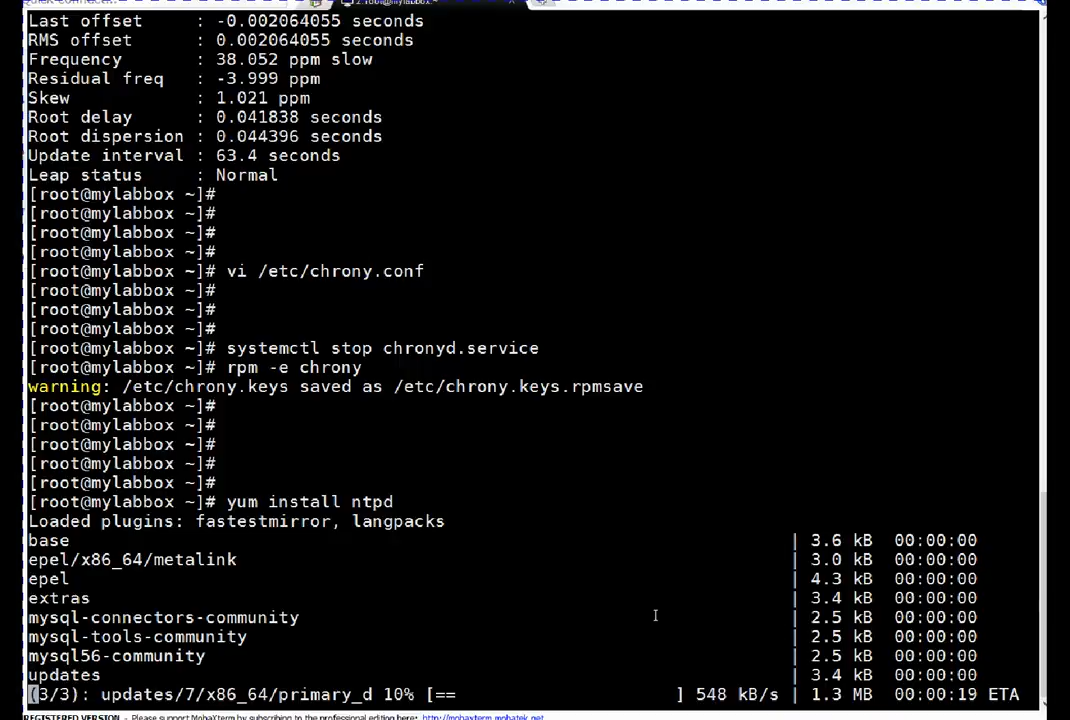 Last offset     : -0.002064055 seconds
RMS offset      : 0.002064055 seconds
Frequency       : 38.052 ppm slow
Residual freq   : -3.999 ppm
Skew            : 1.021 ppm
Root delay      : 0.041838 seconds
Root dispersion : 0.044396 seconds
Update interval : 63.4 seconds
Leap status     : Normal
[root@mylabbox ~]#
[root@mylabbox ~]#
[root@mylabbox ~]#
[root@mylabbox ~]#
[root@mylabbox ~]# vi /etc/chrony.conf
[root@mylabbox ~]#
[root@mylabbox ~]#
[root@mylabbox ~]#
[root@mylabbox ~]# systemctl stop chronyd.service
[root@mylabbox ~]# rpm -e chrony
warning: /etc/chrony.keys saved as /etc/chrony.keys.rpmsave
[root@mylabbox ~]#
[root@mylabbox ~]#
[root@mylabbox ~]#
[root@mylabbox ~]#
[root@mylabbox ~]#
[root@mylabbox ~]# yum install ntpd
Loaded plugins: fastestmirror, langpacks
base | 3.6 kB 00:00:00
epel/x86_64/metalink | 3.0 kB 00:00:00
epel | 4.3 kB 00:00:00
extras | 3.4 kB 00:00:00
mysql-connectors-community | 2.5 kB 00:00:00
mysql-tools-community | 2.5 kB 00:00:00
mysql56-community | 2.5 kB 00:00:00
updates | 3.4 kB 00:00:00
(3/3): updates/7/x86_64/primary_d 10% [== ] 548 kB/s | 1.3 MB 00:00:19 ETA
REGISTERED VERSION - Please support MobaXterm by subscribing to the professional edition here: http://mobaxterm.mobatek.net